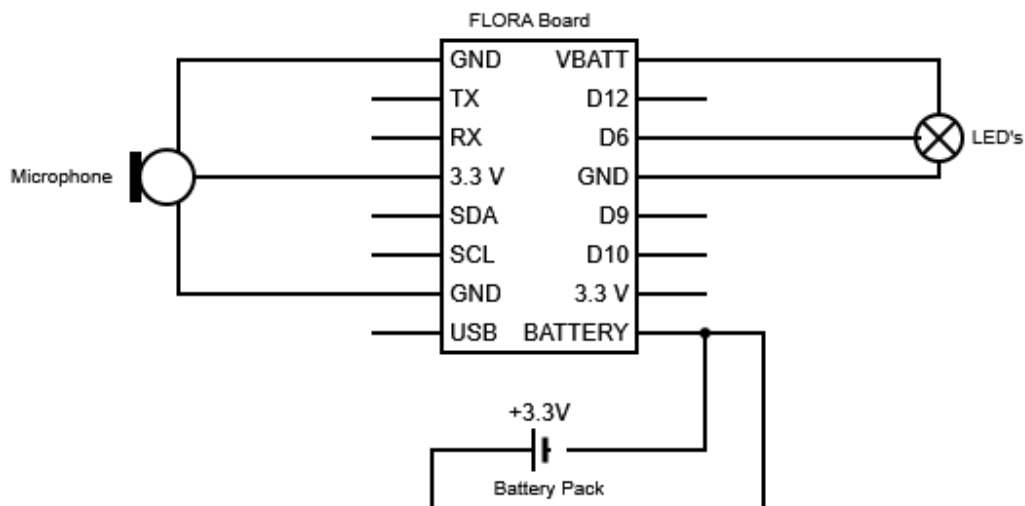 FLORA Board
GND VBATT
TX D12
RX D6
LED's
Microphone
3.3 V GND
SDA D9
SCL D10
GND 3.3 V
USB BATTERY
+3.3V
Battery Pack